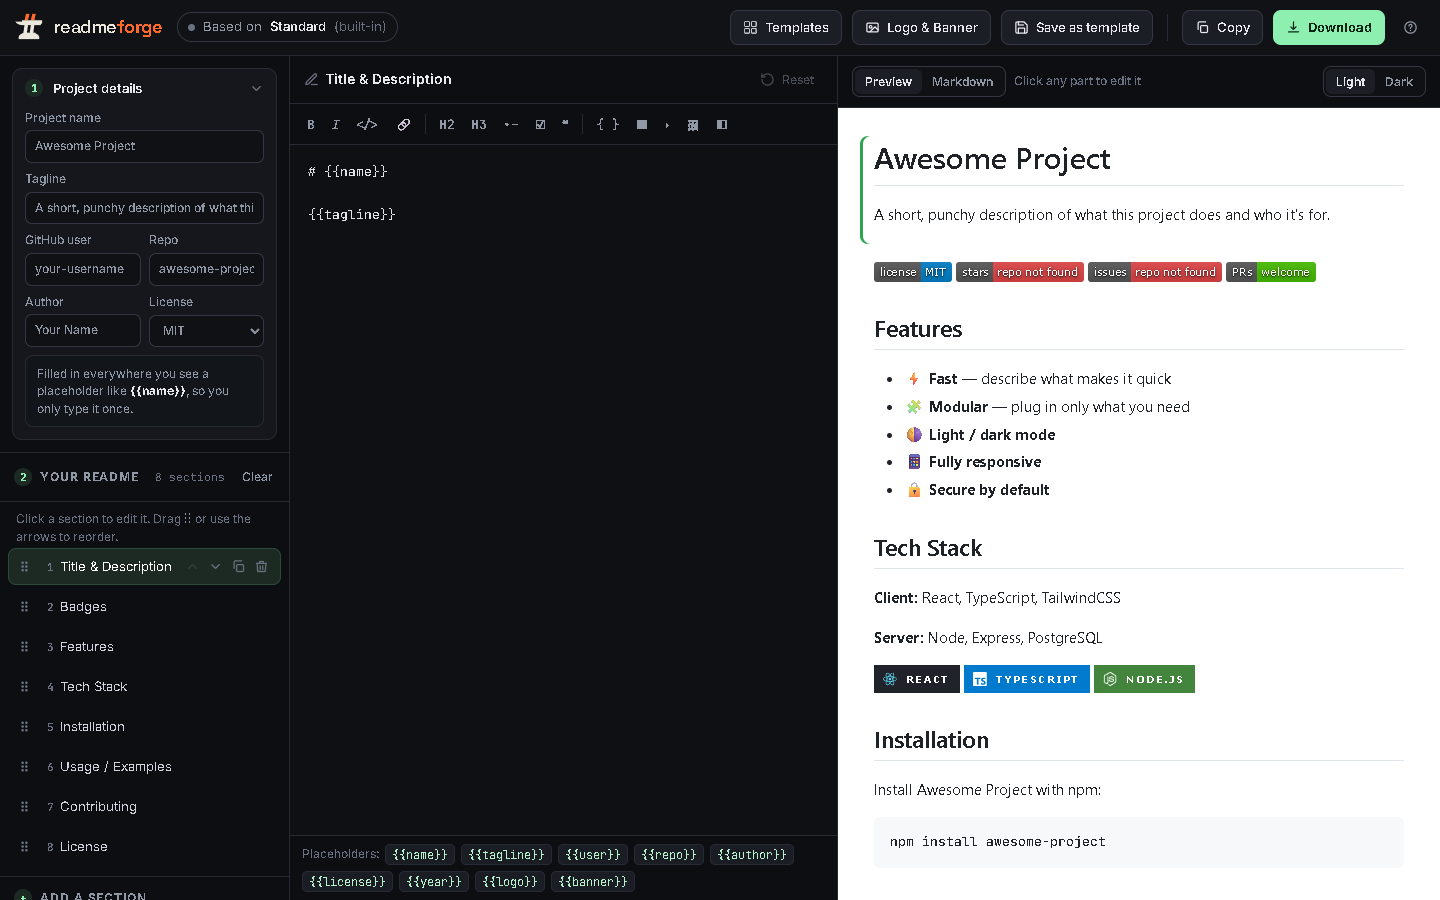 readmeforge
Based on Standard (built-in)
Templates
Logo & Banner
Save as template
Copy
Download
1 Project details
Project name
Awesome Project
Tagline
A short, punchy description of what thi
GitHub user
Repo
your-username
awesome-projec
Author
License
Your Name
MIT
Filled in everywhere you see a
placeholder like {{name}}, so you
only type it once.
2 YOUR README 8 sections Clear
Click a section to edit it. Drag ⠿ or use the
arrows to reorder.
1 Title & Description
2 Badges
3 Features
4 Tech Stack
5 Installation
6 Usage / Examples
7 Contributing
8 License
+ ADD A SECTION
Title & Description
Reset
B I </> H2 H3 ❝ { }
# {{name}}
{{tagline}}
Placeholders: {{name}} {{tagline}} {{user}} {{repo}} {{author}}
{{license}} {{year}} {{logo}} {{banner}}
Preview Markdown Click any part to edit it
Light Dark
Awesome Project
A short, punchy description of what this project does and who it's for.
license MIT stars repo not found issues repo not found PRs welcome
Features
• ⚡ Fast — describe what makes it quick
• 🧩 Modular — plug in only what you need
• 🌗 Light / dark mode
• 📱 Fully responsive
• 🔒 Secure by default
Tech Stack
Client: React, TypeScript, TailwindCSS
Server: Node, Express, PostgreSQL
REACT TS TYPESCRIPT NODE.JS
Installation
Install Awesome Project with npm:
npm install awesome-project